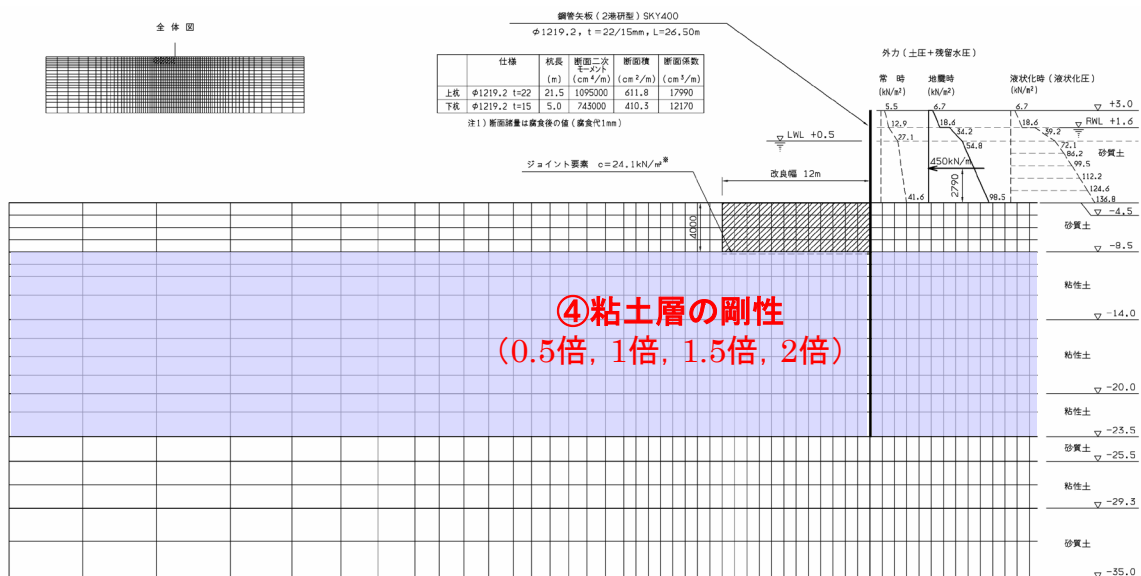 全体図
鋼管矢板(2港研型)SKY400
φ1219.2, t=22/15mm, L=26.50m
仕様 杭長 断面二次モーメント 断面積 断面係数
(m) (cm⁴/m) (cm²/m) (cm³/m)
上杭 φ1219.2 t=22 21.5 1095000 611.8 17990
下杭 φ1219.2 t=15 5.0 743000 410.3 12170
注1)断面諸量は腐食後の値(腐食代1mm)
外力(土圧+残留水圧)
常時 地震時 液状化時(液状化圧)
(kN/m²) (kN/m²) (kN/m²)
5.5 6.7 6.7 +3.0
12.9 18.6 18.6 RWL +1.6
LWL +0.5 27.1 34.2 39.2
54.8 72.1
86.2 砂質土
ジョイント要素 c=24.1kN/m²※ 450kN/m 99.5
改良幅 12m 2790 112.2
124.6
41.6 98.5 136.8
-4.5
4000 砂質土
-8.5
粘性土
④粘土層の剛性
-14.0
(0.5倍, 1倍, 1.5倍, 2倍)
粘性土
-20.0
粘性土
-23.5
砂質土
-25.5
粘性土
-29.3
砂質土
-35.0